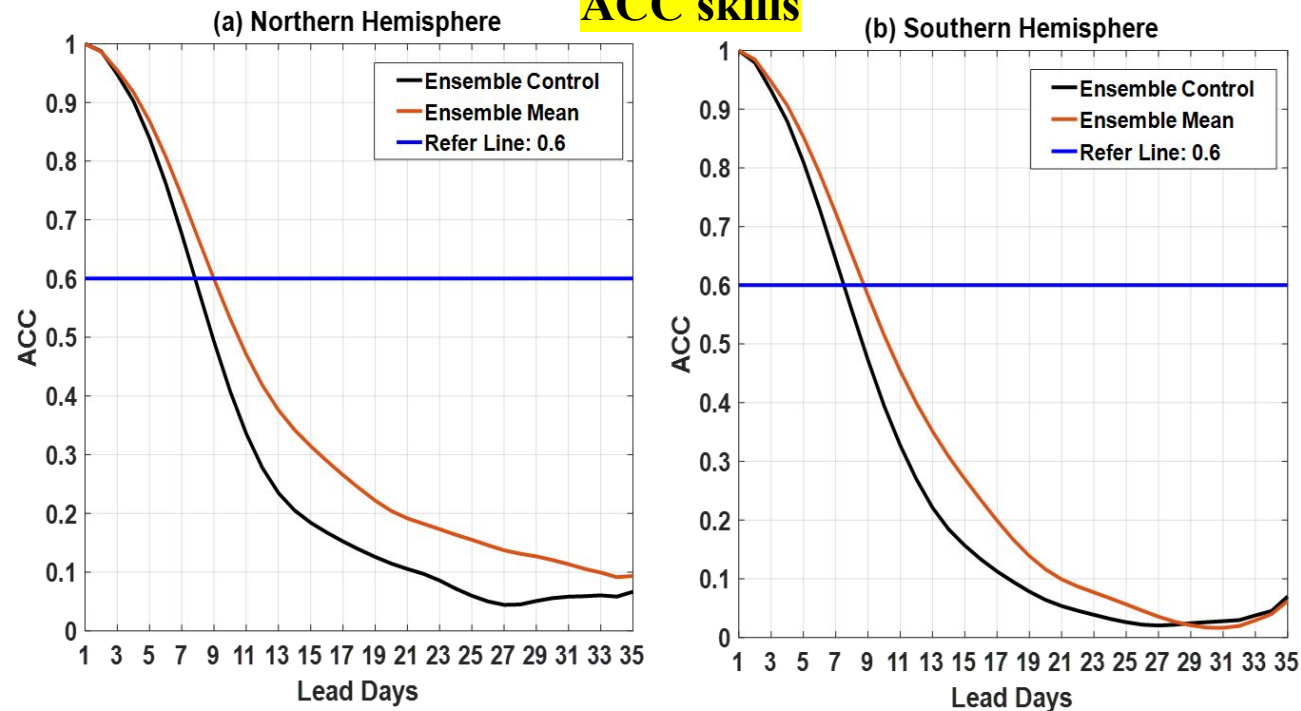 ACC skills
(a) Northern Hemisphere
1
0.9
0.8
0.7
0.6
0.5
0.4
0.3
0.2
0.1
0
ACC
Ensemble Control
Ensemble Mean
Refer Line: 0.6
1 3 5 7 9 11 13 15 17 19 21 23 25 27 29 31 33 35
Lead Days
(b) Southern Hemisphere
1
0.9
0.8
0.7
0.6
0.5
0.4
0.3
0.2
0.1
0
ACC
Ensemble Control
Ensemble Mean
Refer Line: 0.6
1 3 5 7 9 11 13 15 17 19 21 23 25 27 29 31 33 35
Lead Days